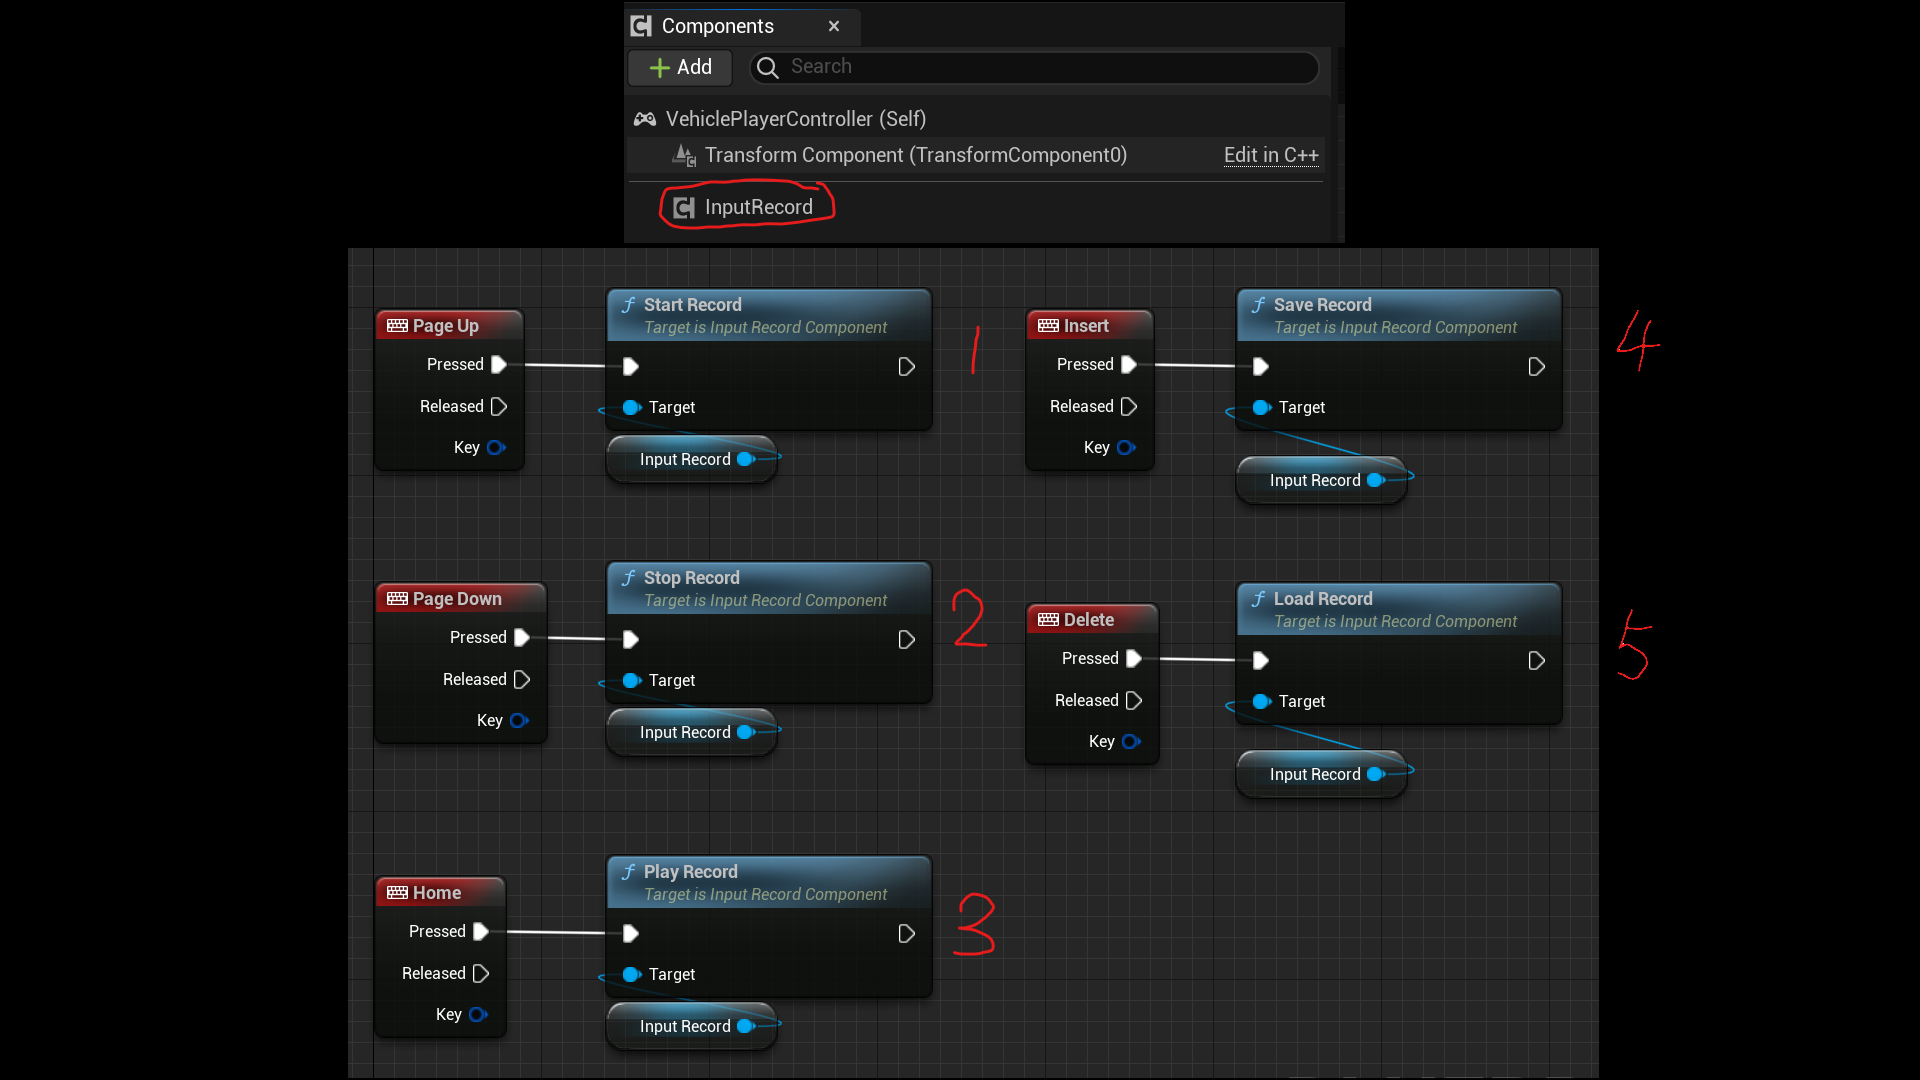 Components ×
Add
Search
VehiclePlayerController (Self)
Transform Component (TransformComponent0) Edit in C++
InputRecord
Page Up
Pressed
Released
Key
Start Record
Target is Input Record Component
Target
Input Record
1
Insert
Pressed
Released
Key
Save Record
Target is Input Record Component
Target
Input Record
4
Page Down
Pressed
Released
Key
Stop Record
Target is Input Record Component
Target
Input Record
2
Delete
Pressed
Released
Key
Load Record
Target is Input Record Component
Target
Input Record
5
Home
Pressed
Released
Key
Play Record
Target is Input Record Component
Target
Input Record
3